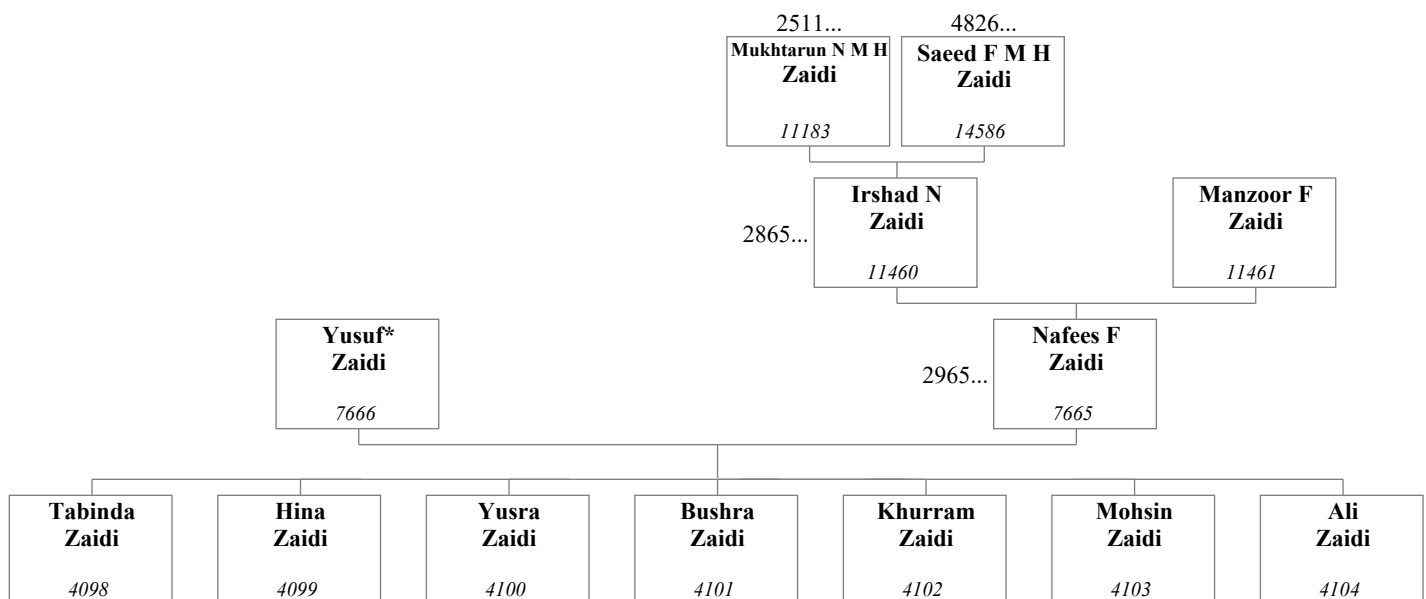 2511...
4826...
Mukhtarun N M H
Zaidi
11183
Saeed F M H
Zaidi
14586
Irshad N
Zaidi
11460
2865...
Manzoor F
Zaidi
11461
Yusuf*
Zaidi
7666
Nafees F
Zaidi
7665
2965...
Tabinda
Zaidi
4098
Hina
Zaidi
4099
Yusra
Zaidi
4100
Bushra
Zaidi
4101
Khurram
Zaidi
4102
Mohsin
Zaidi
4103
Ali
Zaidi
4104